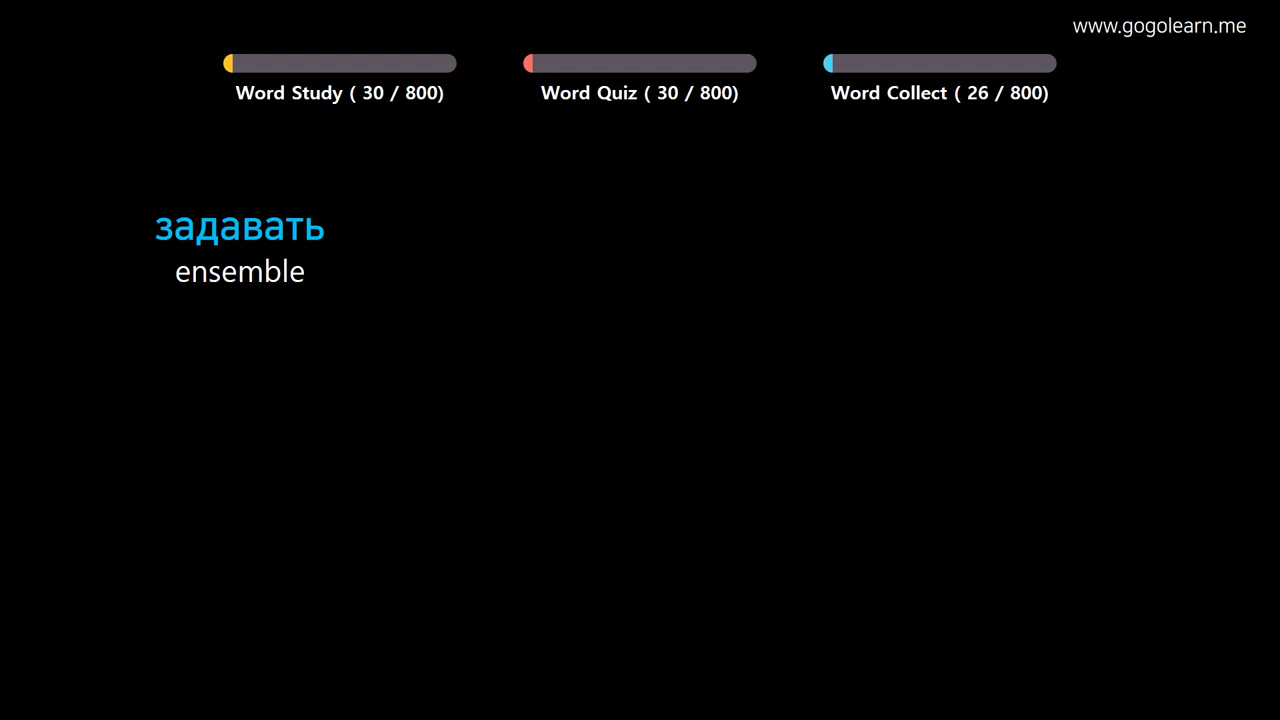 www.gogolearn.me
Word Study ( 30 / 800)
Word Quiz ( 30 / 800)
Word Collect ( 26 / 800)
задавать
ensemble